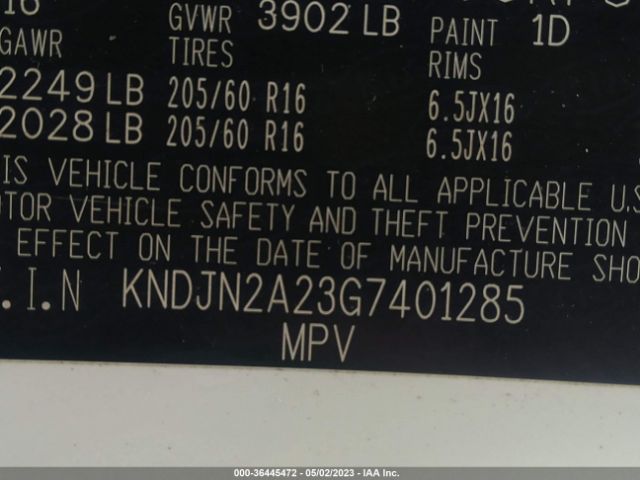 16 GVWR 3902 LB PAINT 1D
GAWR TIRES RIMS
2249 LB 205/60 R16 6.5JX16
2028 LB 205/60 R16 6.5JX16
IS VEHICLE CONFORMS TO ALL APPLICABLE U.S
OTOR VEHICLE SAFETY AND THEFT PREVENTION
EFFECT ON THE DATE OF MANUFACTURE SHO
.I.N KNDJN2A23G7401285
MPV
000-36445472 - 05/02/2023 - IAA Inc.